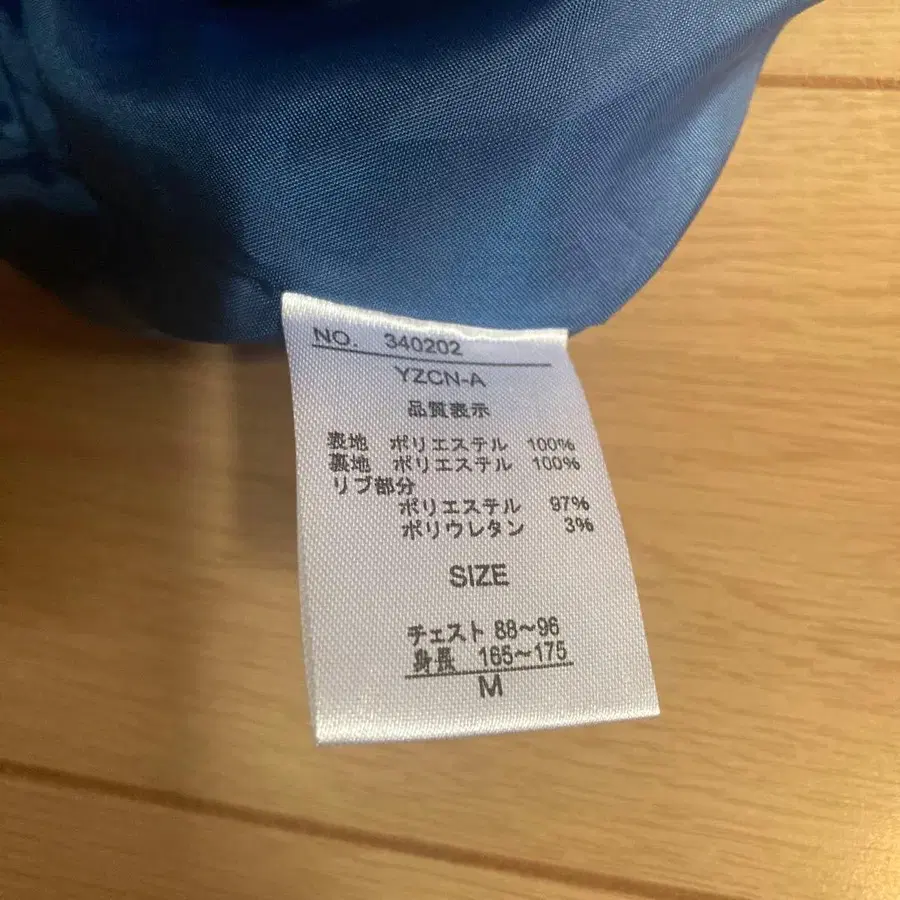 NO. 340202
YZCN-A
品質表示
表地 ポリエステル 100%
裏地 ポリエステル 100%
リブ部分
ポリエステル 97%
ポリウレタン 3%
SIZE
チェスト 88～96
身長 165～175
M